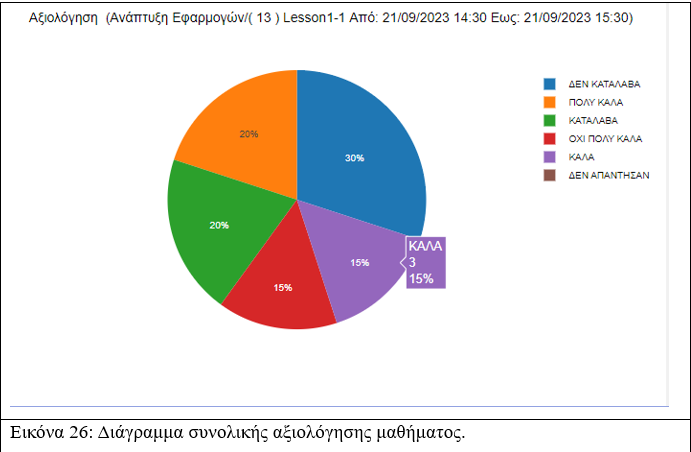 Αξιολόγηση (Ανάπτυξη Εφαρμογών/( 13 ) Lesson1-1 Από: 21/09/2023 14:30 Εως: 21/09/2023 15:30)
ΔΕΝ ΚΑΤΑΛΑΒΑ
ΠΟΛΥ ΚΑΛΑ
ΚΑΤΑΛΑΒΑ
ΟΧΙ ΠΟΛΥ ΚΑΛΑ
ΚΑΛΑ
ΔΕΝ ΑΠΑΝΤΗΣΑΝ
20%
30%
20%
15%
15%
ΚΑΛΑ
3
15%
Εικόνα 26: Διάγραμμα συνολικής αξιολόγησης μαθήματος.